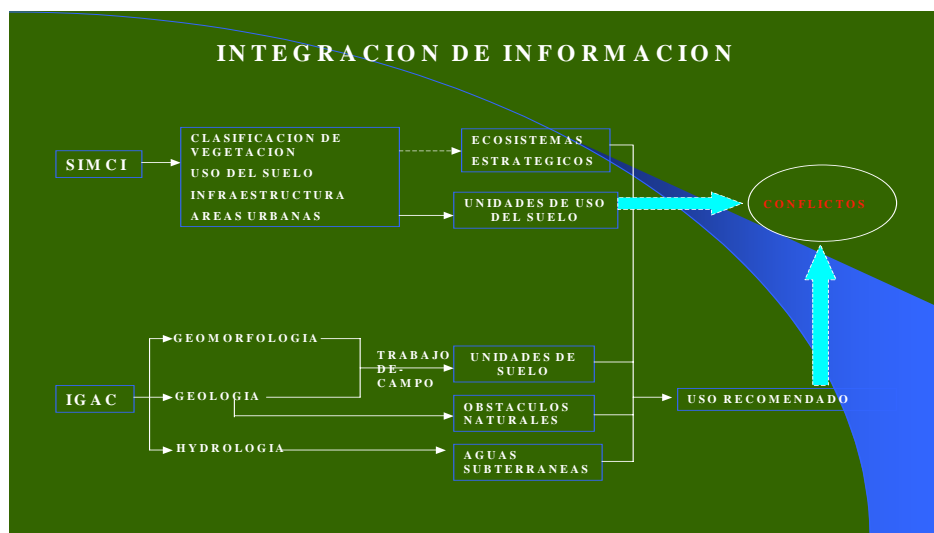 INTEGRACION DE INFORMACION
SIMCI
CLASIFICACION DE
VEGETACION
USO DEL SUELO
INFRAESTRUCTURA
AREAS URBANAS
ECOSISTEMAS
ESTRATEGICOS
UNIDADES DE USO
DEL SUELO
CONFLICTOS
IGAC
GEOMORFOLOGIA
GEOLOGIA
HYDROLOGIA
TRABAJO
DE-
CAMPO
UNIDADES DE
SUELO
OBSTACULOS
NATURALES
AGUAS
SUBTERRANEAS
USO RECOMENDADO